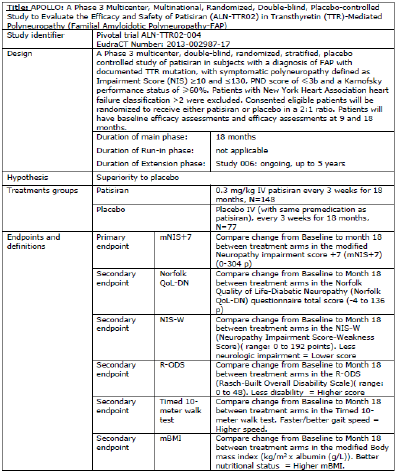 Title: APOLLO: A Phase 3 Multicenter, Multinational, Randomized, Double-blind, Placebo-controlled
Study to Evaluate the Efficacy and Safety of Patisiran (ALN-TTR02) in Transthyretin (TTR)-Mediated
Polyneuropathy (Familial Amyloidotic Polyneuropathy-FAP)
Study identifier
Pivotal trial ALN-TTR02-004
EudraCT Number: 2013-002987-17
Design
A Phase 3 multicenter, double-blind, randomized, stratified, placebo
controlled study of patisiran in subjects with a diagnosis of FAP with
documented TTR mutation, with symptomatic polyneuropathy defined as
Impairment Score (NIS) ≥10 and ≤130, PND score of ≤3b and a Karnofsky
performance status of ≥60%. Patients with New York Heart Association heart
failure classification >2 were excluded. Consented eligible patients will be
randomized to receive either patisiran or placebo in a 2:1 ratio. Patients will
have baseline efficacy assessments and efficacy assessments at 9 and 18
months.
Duration of main phase: 18 months
Duration of Run-in phase: not applicable
Duration of Extension phase: Study 006: ongoing, up to 5 years
Hypothesis
Superiority to placebo
Treatments groups
Patisiran
0.3 mg/kg IV patisiran every 3 weeks for 18
months, N=148
Placebo
Placebo IV (with same premedication as
patisiran), every 3 weeks for 18 months.
N=77
Endpoints and
definitions
Primary
endpoint
mNIS+7
Compare change from Baseline to month 18
between treatment arms in the modified
Neuropathy impairment score +7 (mNIS+7)
(0-304 p)
Secondary
endpoint
Norfolk
QoL-DN
Compare change from Baseline to Month 18
between treatment arms in the Norfolk
Quality of Life-Diabetic Neuropathy (Norfolk
QoL-DN) questionnaire total score (-4 to 136
p)
Secondary
endpoint
NIS-W
Compare change from Baseline to Month 18
between treatment arms in the NIS-W
(Neuropathy Impairment Score-Weakness
Score)( range: 0 to 192 points). Less
neurologic impairment = Lower score
Secondary
endpoint
R-ODS
Compare change from Baseline to Month 18
between treatment arms in the R-ODS
(Rasch-Built Overall Disability Scale)( range:
0 to 48). Less disability = Higher score
Secondary
endpoint
Timed 10-
meter walk
test
Compare change from Baseline to Month 18
between treatment arms in the Timed 10-
meter walk test. Faster/better gait speed =
Higher speed.
Secondary
endpoint
mBMI
Compare change from Baseline to Month 18
between treatment arms in the modified Body
mass index (kg/m² x albumin (g/L)). Better
nutritional status = Higher mBMI.